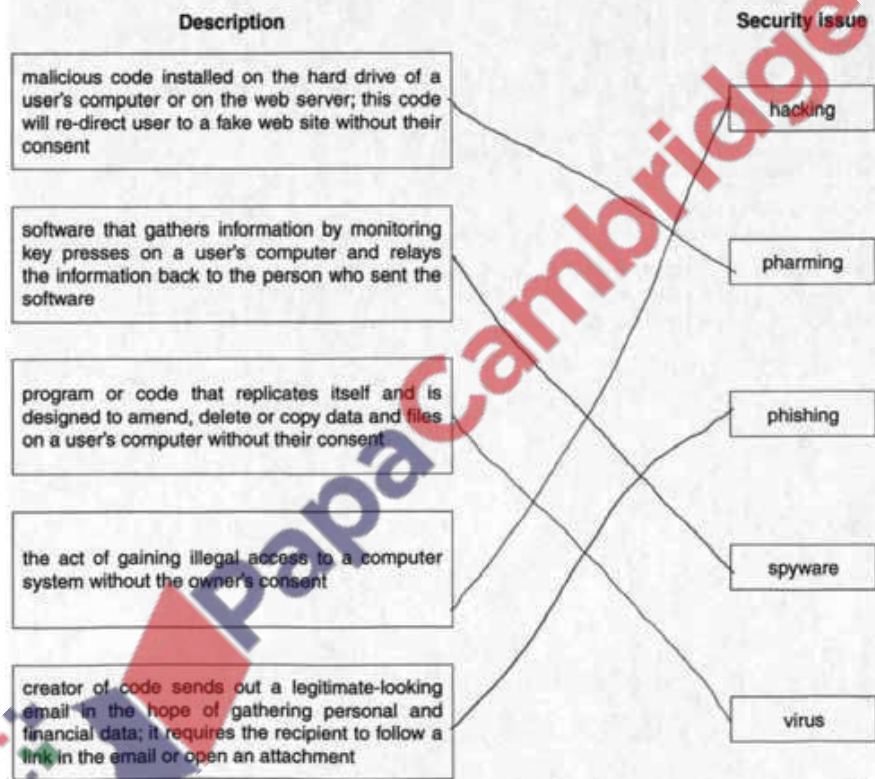 Description
Security issue
malicious code installed on the hard drive of a
user's computer or on the web server; this code
will re-direct user to a fake web site without their
consent
hacking
software that gathers information by monitoring
key presses on a user's computer and relays
the information back to the person who sent the
software
pharming
program or code that replicates itself and is
designed to amend, delete or copy data and files
on a user's computer without their consent
phishing
the act of gaining illegal access to a computer
system without the owner's consent
spyware
creator of code sends out a legitimate-looking
email in the hope of gathering personal and
financial data; it requires the recipient to follow a
link in the email or open an attachment
virus
PapaCambridge